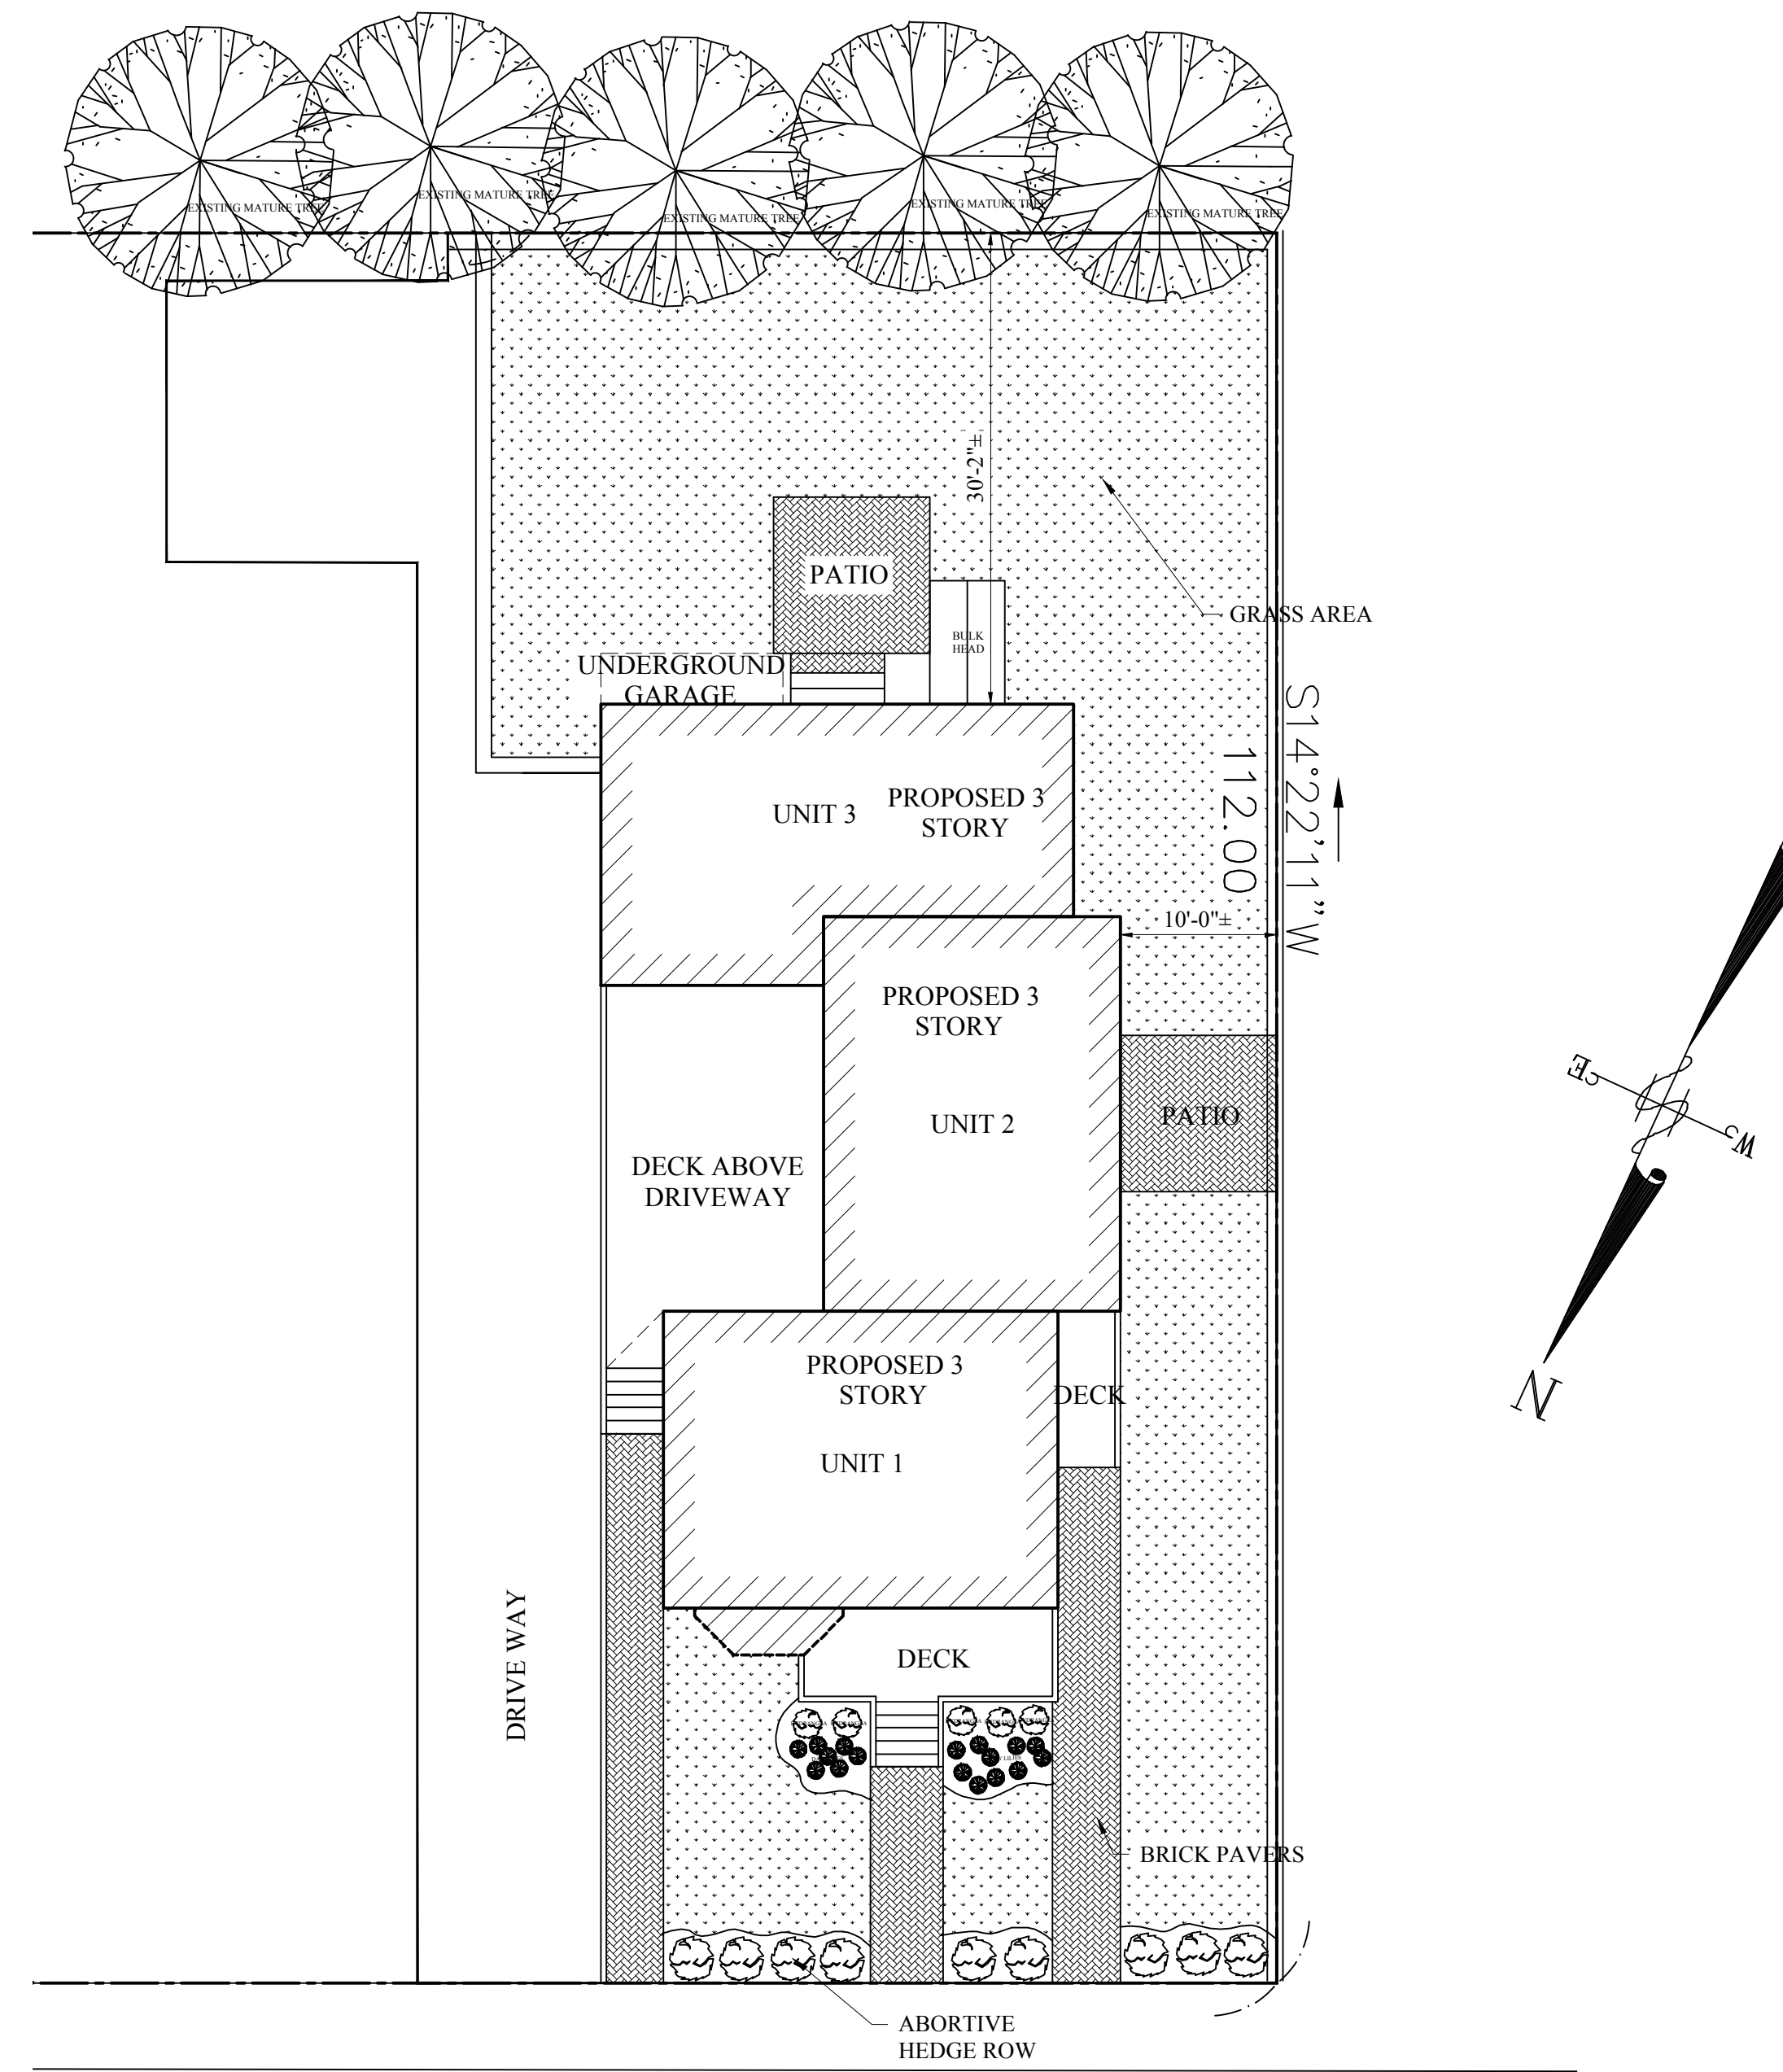 EXISTING MATURE TREE
EXISTING MATURE TREE
EXISTING MATURE TREE
EXISTING MATURE TREE
EXISTING MATURE TREE
30'-2"±
PATIO
GRASS AREA
BULK
HEAD
UNDERGROUND
GARAGE
S14°22'11"W
112.00
UNIT 3
PROPOSED 3
STORY
10'-0"±
PROPOSED 3
STORY
UNIT 2
PATIO
E
W
N
DECK ABOVE
DRIVEWAY
PROPOSED 3
STORY
DECK
UNIT 1
DRIVE WAY
DECK
BRICK PAVERS
ABORTIVE
HEDGE ROW